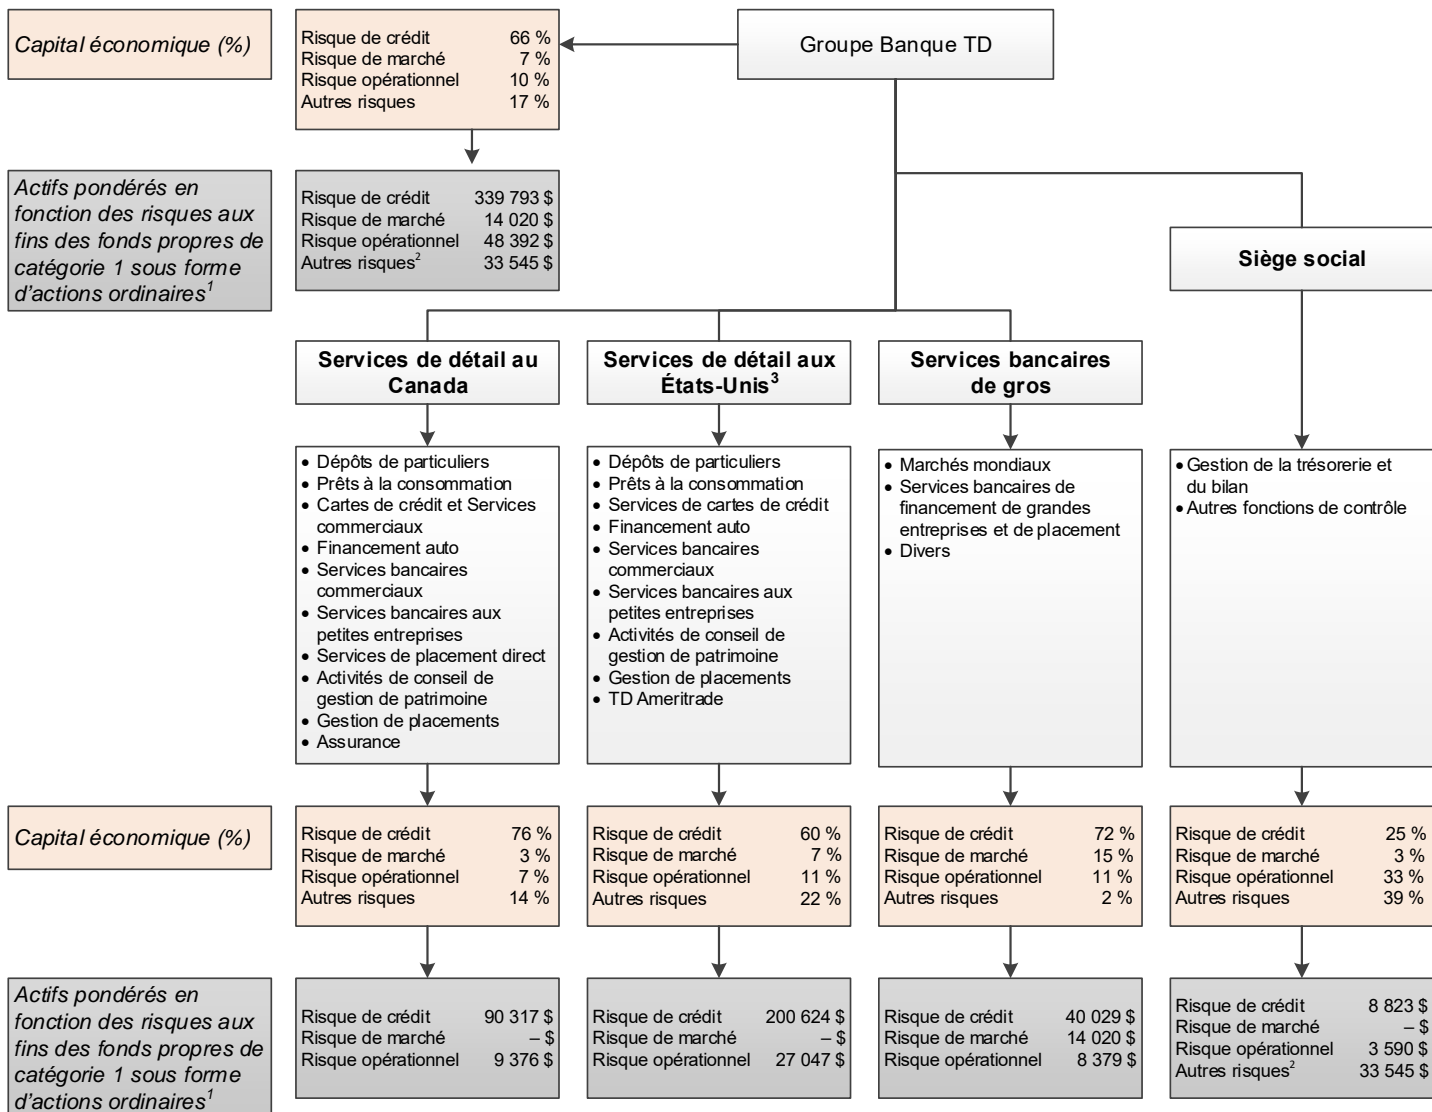 Capital économique (%)
Risque de crédit 66 %
Risque de marché 7 %
Risque opérationnel 10 %
Autres risques 17 %
Groupe Banque TD
Actifs pondérés en
fonction des risques aux
fins des fonds propres de
catégorie 1 sous forme
d'actions ordinaires¹
Risque de crédit 339 793 $
Risque de marché 14 020 $
Risque opérationnel 48 392 $
Autres risques² 33 545 $
Siège social
Services de détail au
Canada
Services de détail aux
États-Unis³
Services bancaires
de gros
• Dépôts de particuliers
• Prêts à la consommation
• Cartes de crédit et Services
commerciaux
• Financement auto
• Services bancaires
commerciaux
• Services bancaires aux
petites entreprises
• Services de placement direct
• Activités de conseil de
gestion de patrimoine
• Gestion de placements
• Assurance
• Dépôts de particuliers
• Prêts à la consommation
• Services de cartes de crédit
• Financement auto
• Services bancaires
commerciaux
• Services bancaires aux
petites entreprises
• Activités de conseil de
gestion de patrimoine
• Gestion de placements
• TD Ameritrade
• Marchés mondiaux
• Services bancaires de
financement de grandes
entreprises et de placement
• Divers
• Gestion de la trésorerie et
du bilan
• Autres fonctions de contrôle
Capital économique (%)
Risque de crédit 76 %
Risque de marché 3 %
Risque opérationnel 7 %
Autres risques 14 %
Risque de crédit 60 %
Risque de marché 7 %
Risque opérationnel 11 %
Autres risques 22 %
Risque de crédit 72 %
Risque de marché 15 %
Risque opérationnel 11 %
Autres risques 2 %
Risque de crédit 25 %
Risque de marché 3 %
Risque opérationnel 33 %
Autres risques 39 %
Actifs pondérés en
fonction des risques aux
fins des fonds propres de
catégorie 1 sous forme
d'actions ordinaires¹
Risque de crédit 90 317 $
Risque de marché – $
Risque opérationnel 9 376 $
Risque de crédit 200 624 $
Risque de marché – $
Risque opérationnel 27 047 $
Risque de crédit 40 029 $
Risque de marché 14 020 $
Risque opérationnel 8 379 $
Risque de crédit 8 823 $
Risque de marché – $
Risque opérationnel 3 590 $
Autres risques² 33 545 $